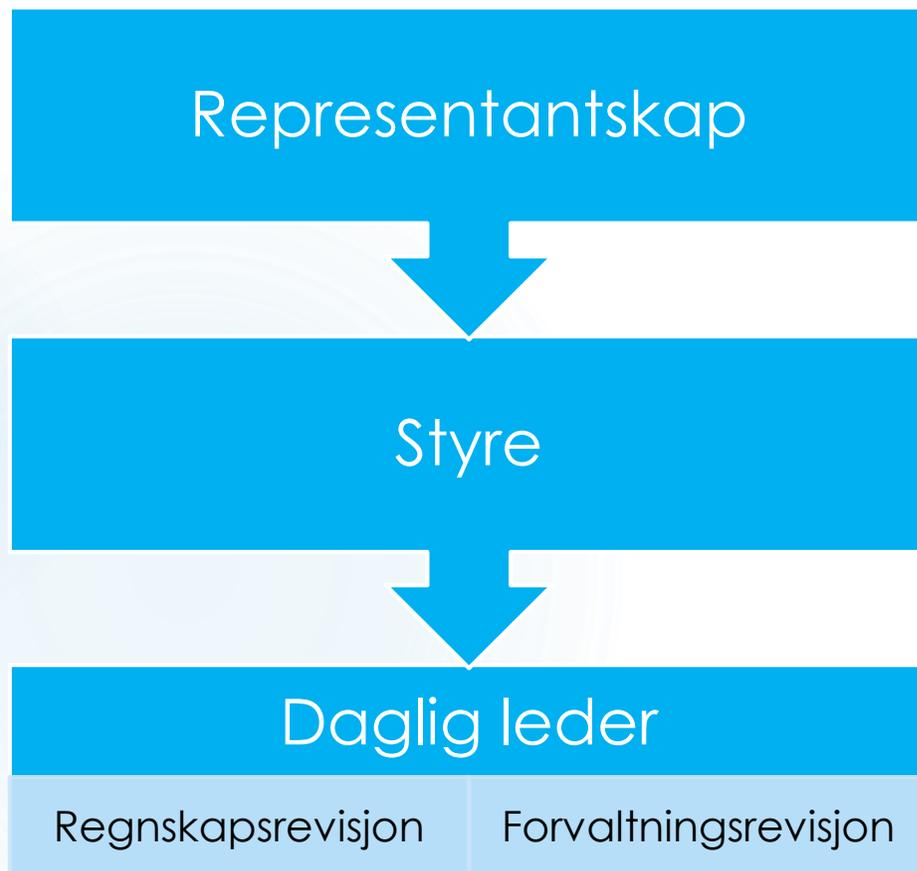 Representantskap
Styre
Daglig leder
Regnskapsrevisjon
Forvaltningsrevisjon